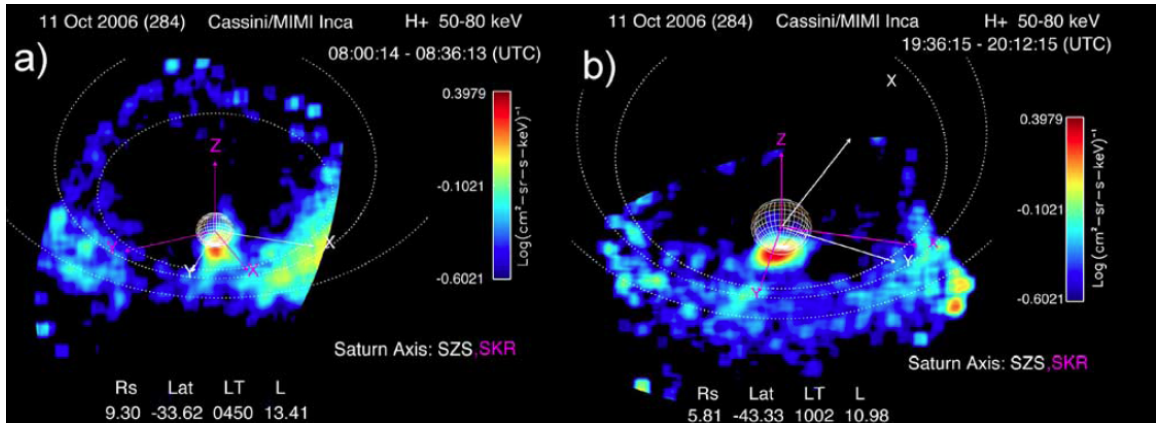 11 Oct 2006 (284) Cassini/MIMI Inca H+ 50-80 keV
08:00:14 - 08:36:13 (UTC)
a)
0.3979
-0.1021
-0.6021
Log(cm²-sr-s-keV)⁻¹
Z
Y
X
Y
X
Saturn Axis: SZS,SKR
Rs Lat LT L
9.30 -33.62 0450 13.41
11 Oct 2006 (284) Cassini/MIMI Inca H+ 50-80 keV
19:36:15 - 20:12:15 (UTC)
b)
X
0.3979
-0.1021
-0.6021
Log (cm²-sr-s-keV)⁻¹
Z
X
Y
Y
Saturn Axis: SZS,SKR
Rs Lat LT L
5.81 -43.33 1002 10.98